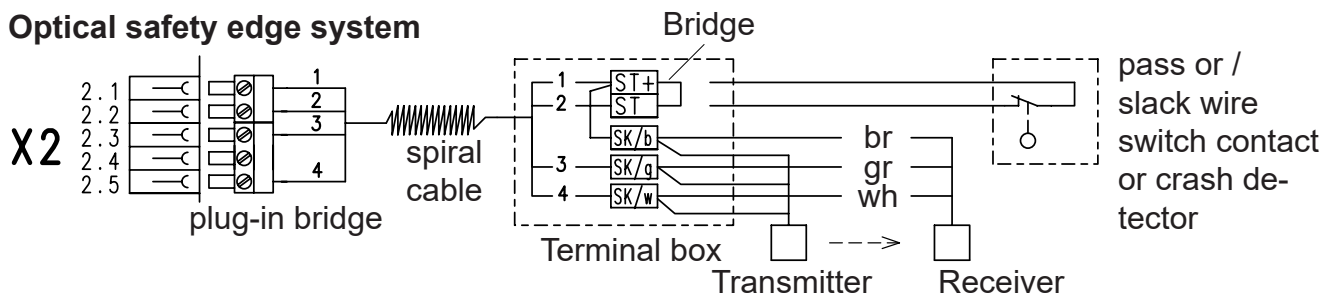 Optical safety edge system
Bridge
X2
2.1
2.2
2.3
2.4
2.5
1
2
3
4
plug-in bridge
spiral
cable
1
2
3
4
ST+
ST
SK/b
SK/g
SK/w
Terminal box
br
gr
wh
Transmitter
Receiver
pass or /
slack wire
switch contact
or crash de-
tector